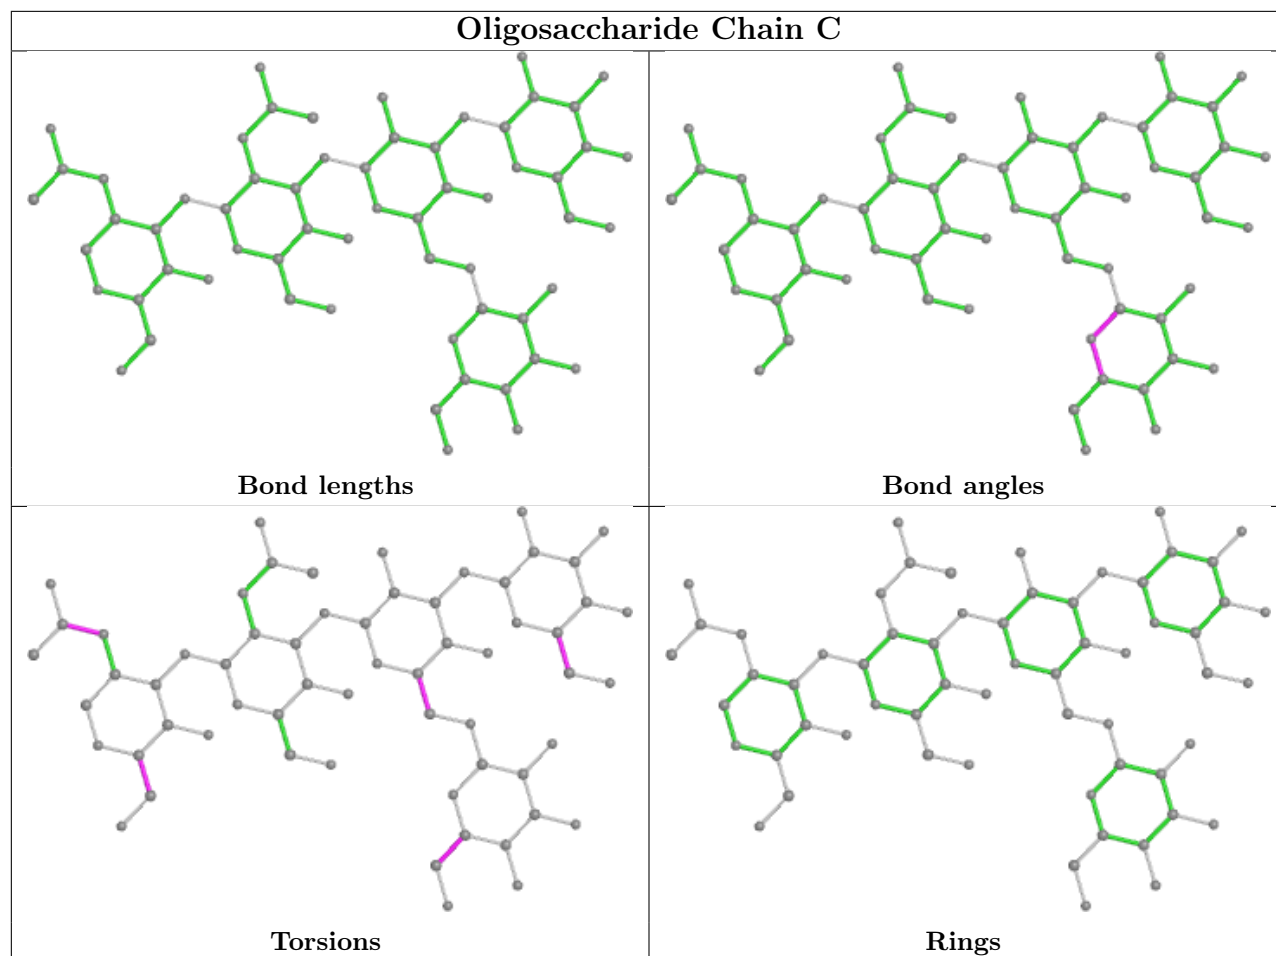 Oligosaccharide Chain C
Bond lengths
Bond angles
Torsions
Rings